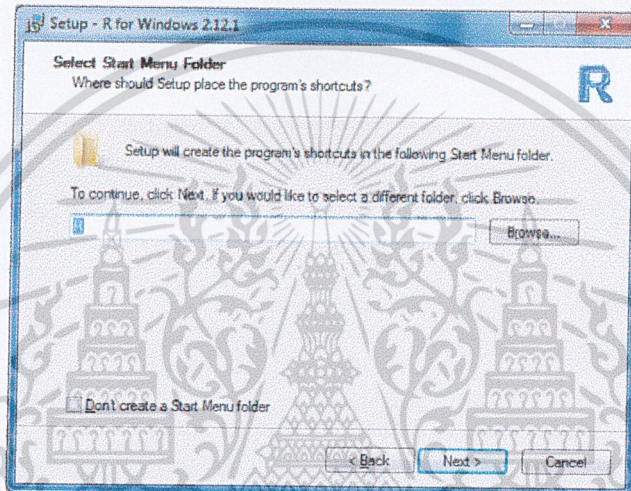 Setup - R for Windows 2.12.1
Select Start Menu Folder
Where should Setup place the program's shortcuts?
R
Setup will create the program's shortcuts in the following Start Menu folder.
To continue, click Next. If you would like to select a different folder, click Browse.
R
Browse...
Don't create a Start Menu folder
< Back
Next >
Cancel